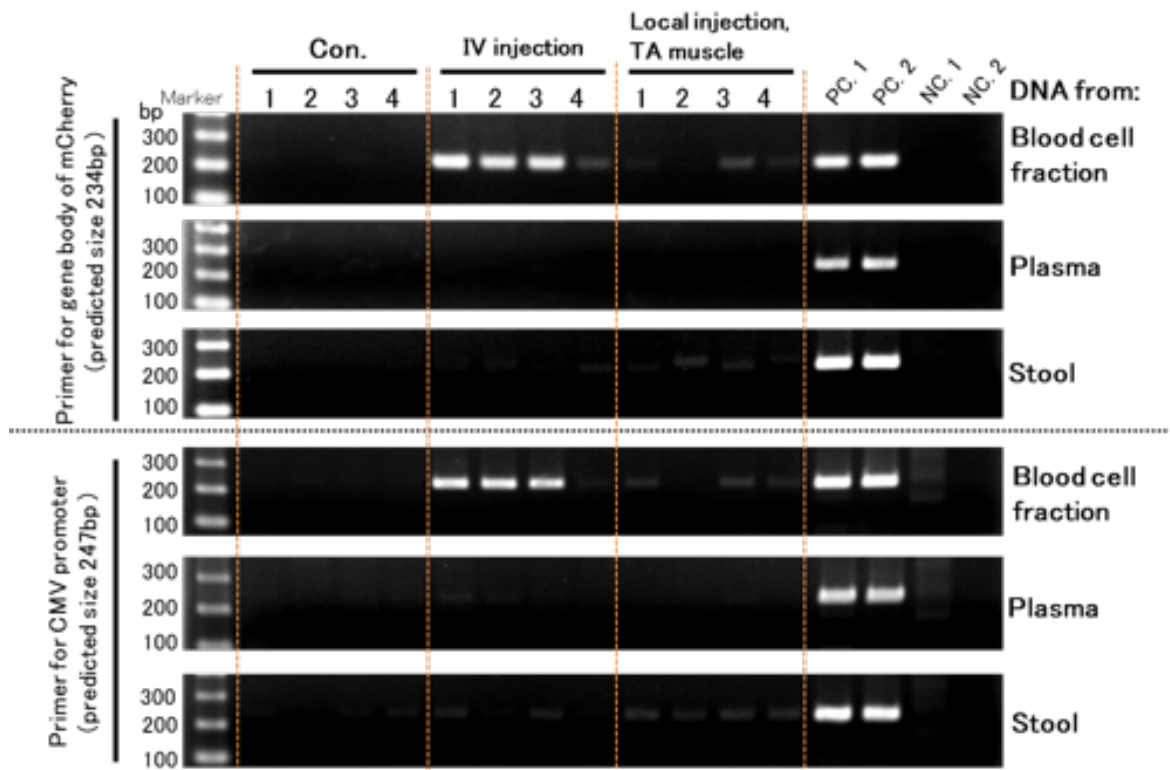 Con.
IV injection
Local injection,
TA muscle
Marker
bp
1 2 3 4
1 2 3 4
1 2 3 4
PC. 1
PC. 2
NC. 1
NC. 2
DNA from:
Primer for gene body of mCherry
(predicted size 234bp)
300
200
100
Blood cell
fraction
300
200
100
Plasma
300
200
100
Stool
Primer for CMV promoter
(predicted size 247bp)
300
200
100
Blood cell
fraction
300
200
100
Plasma
300
200
100
Stool